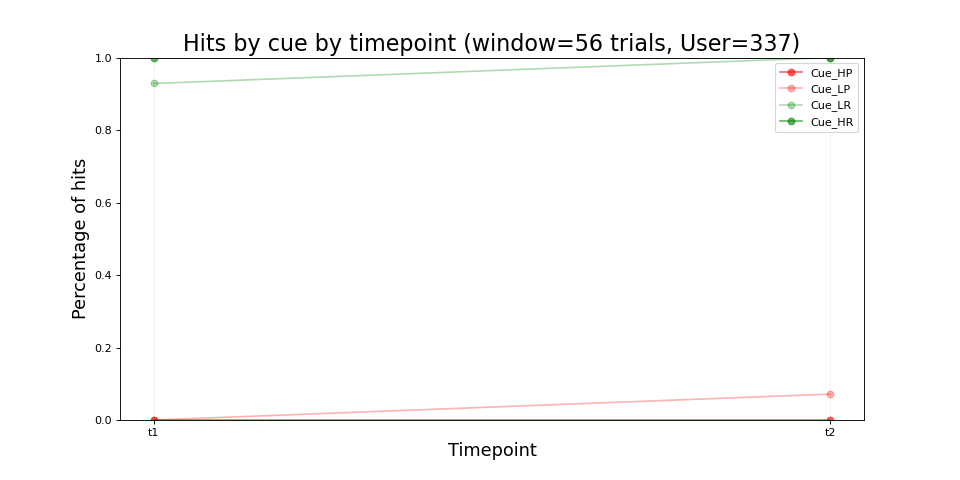 Hits by cue by timepoint (window=56 trials, User=337)
Percentage of hits
1.0
0.8
0.6
0.4
0.2
0.0
Cue_HP
Cue_LP
Cue_LR
Cue_HR
t1
t2
Timepoint